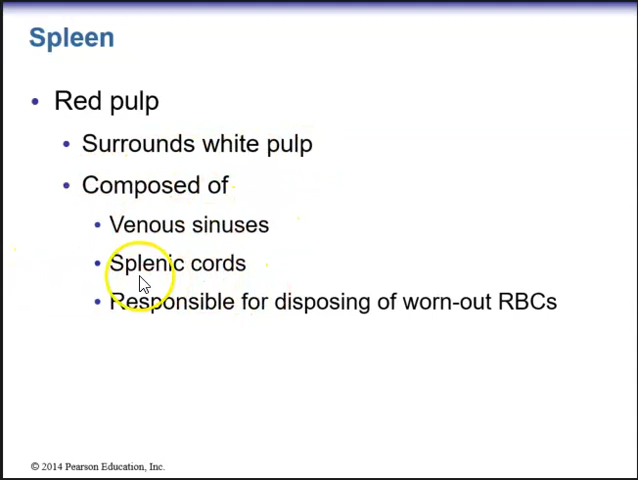 Spleen
• Red pulp
• Surrounds white pulp
• Composed of
• Venous sinuses
• Splenic cords
• Responsible for disposing of worn-out RBCs
© 2014 Pearson Education, Inc.